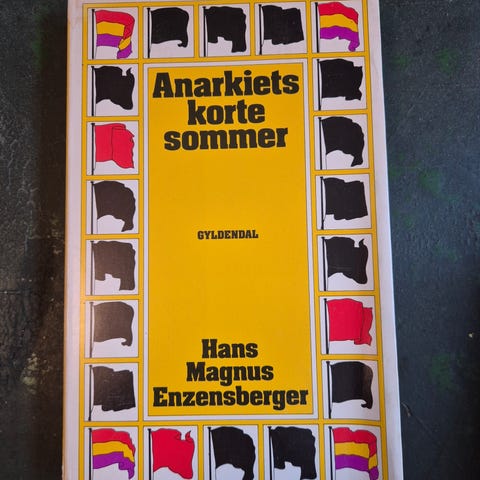 Anarkiets
korte
sommer
GYLDENDAL
Hans
Magnus
Enzensberger